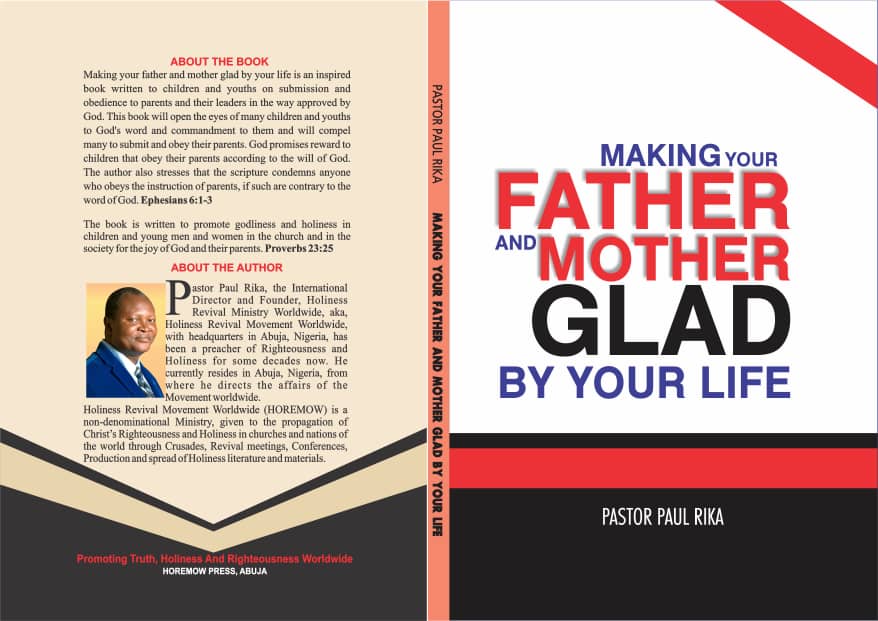 ABOUT THE BOOK
Making your father and mother glad by your life is an inspired
book written to children and youths on submission and
obedience to parents and their leaders in the way approved by
God. This book will open the eyes of many children and youths
to God's word and commandment to them and will compel
many to submit and obey their parents. God promises reward to
children that obey their parents according to the will of God.
The author also stresses that the scripture condemns anyone
who obeys the instruction of parents, if such are contrary to the
word of God. Ephesians 6:1-3
The book is written to promote godliness and holiness in
children and young men and women in the church and in the
society for the joy of God and their parents. Proverbs 23:25
ABOUT THE AUTHOR
Pastor Paul Rika, the International
Director and Founder, Holiness
Revival Ministry Worldwide, aka,
Holiness Revival Movement Worldwide,
with headquarters in Abuja, Nigeria, has
been a preacher of Righteousness and
Holiness for some decades now. He
currently resides in Abuja, Nigeria, from
where he directs the affairs of the
Movement worldwide.
Holiness Revival Movement Worldwide (HOREMOW) is a
non-denominational Ministry, given to the propagation of
Christ's Righteousness and Holiness in churches and nations of
the world through Crusades, Revival meetings, Conferences,
Production and spread of Holiness literature and materials.
Promoting Truth, Holiness And Righteousness Worldwide
HOREMOW PRESS, ABUJA
PASTOR PAUL RIKA
MAKING YOUR FATHER AND MOTHER GLAD BY YOUR LIFE
MAKING YOUR
FATHER
AND MOTHER
GLAD
BY YOUR LIFE
PASTOR PAUL RIKA